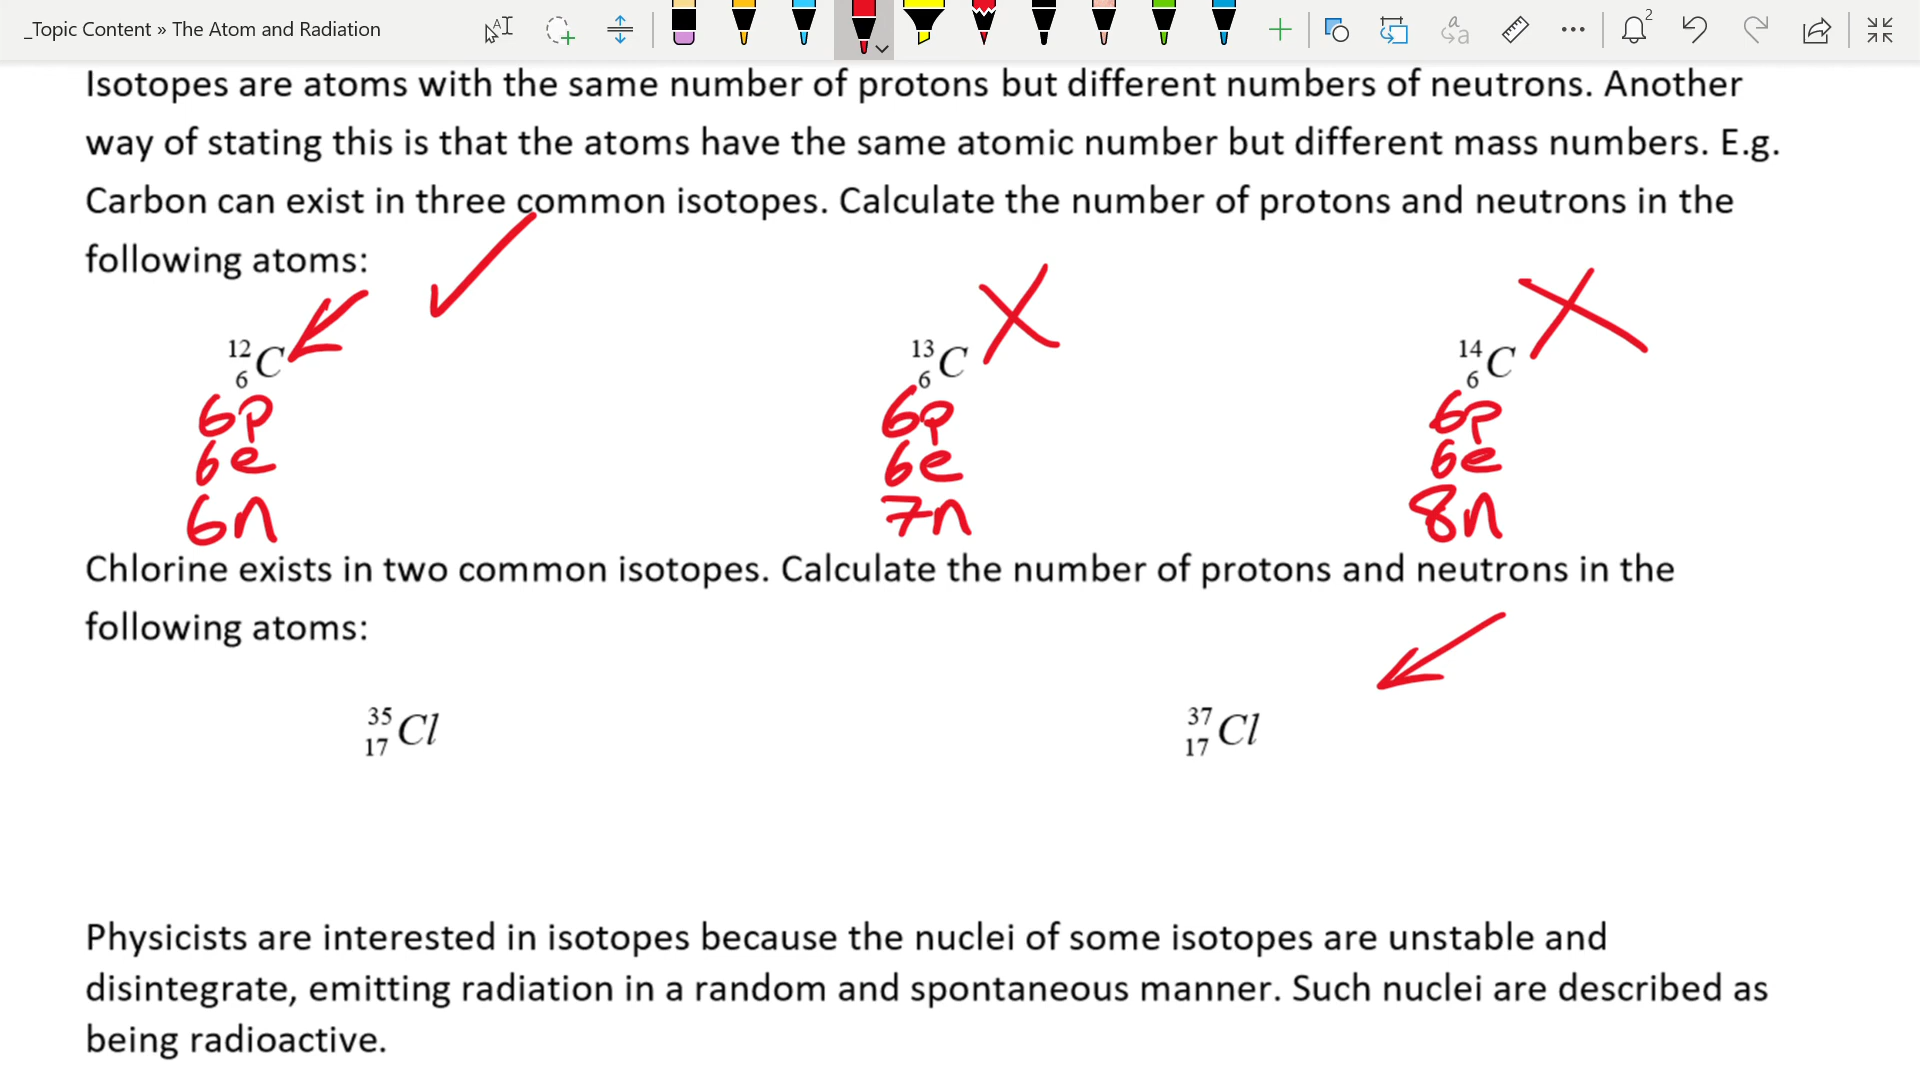 _Topic Content » The Atom and Radiation
2
Isotopes are atoms with the same number of protons but different numbers of neutrons. Another
way of stating this is that the atoms have the same atomic number but different mass numbers. E.g.
Carbon can exist in three common isotopes. Calculate the number of protons and neutrons in the
following atoms:
12 6 C 13 6 C 14 6 C
6p 6p 6p
6e 6e 6e
6n 7n 8n
Chlorine exists in two common isotopes. Calculate the number of protons and neutrons in the
following atoms:
35 17 Cl 37 17 Cl
Physicists are interested in isotopes because the nuclei of some isotopes are unstable and
disintegrate, emitting radiation in a random and spontaneous manner. Such nuclei are described as
being radioactive.